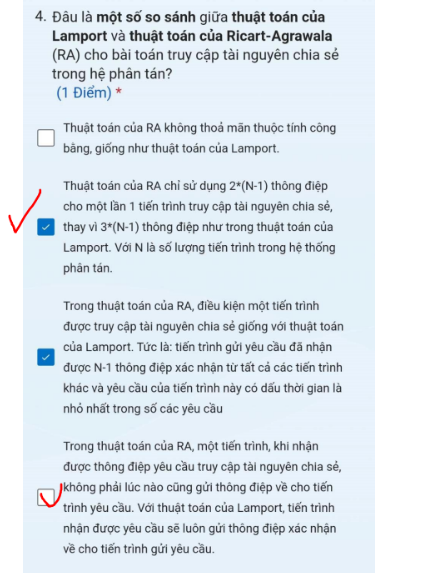 4. Đâu là một số so sánh giữa thuật toán của
Lamport và thuật toán của Ricart-Agrawala
(RA) cho bài toán truy cập tài nguyên chia sẻ
trong hệ phân tán?
(1 Điểm) *
Thuật toán của RA không thoả mãn thuộc tính công
bằng, giống như thuật toán của Lamport.
Thuật toán của RA chỉ sử dụng 2*(N-1) thông điệp
cho một lần 1 tiến trình truy cập tài nguyên chia sẻ,
thay vì 3*(N-1) thông điệp như trong thuật toán của
Lamport. Với N là số lượng tiến trình trong hệ thống
phân tán.
Trong thuật toán của RA, điều kiện một tiến trình
được truy cập tài nguyên chia sẻ giống với thuật toán
của Lamport. Tức là: tiến trình gửi yêu cầu đã nhận
được N-1 thông điệp xác nhận từ tất cả các tiến trình
khác và yêu cầu của tiến trình này có dấu thời gian là
nhỏ nhất trong số các yêu cầu
Trong thuật toán của RA, một tiến trình, khi nhận
được thông điệp yêu cầu truy cập tài nguyên chia sẻ,
không phải lúc nào cũng gửi thông điệp về cho tiến
trình yêu cầu. Với thuật toán của Lamport, tiến trình
nhận được yêu cầu sẽ luôn gửi thông điệp xác nhận
về cho tiến trình gửi yêu cầu.